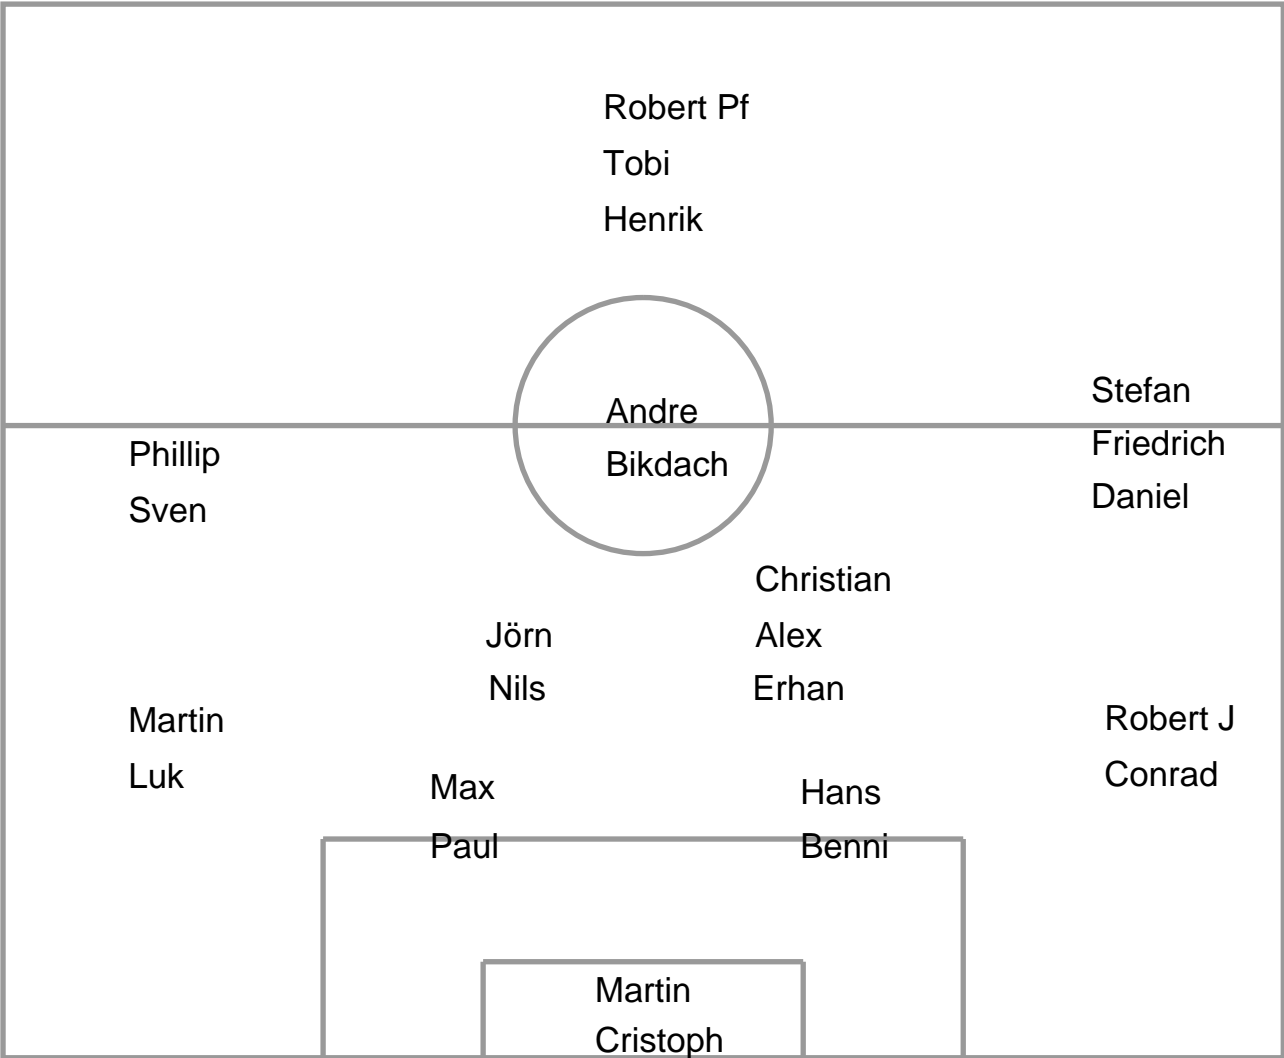 Robert Pf
Tobi
Henrik
Andre
Bikdach
Stefan
Friedrich
Daniel
Phillip
Sven
Christian
Alex
Erhan
Jörn
Nils
Martin
Luk
Max
Paul
Hans
Benni
Robert J
Conrad
Martin
Cristoph